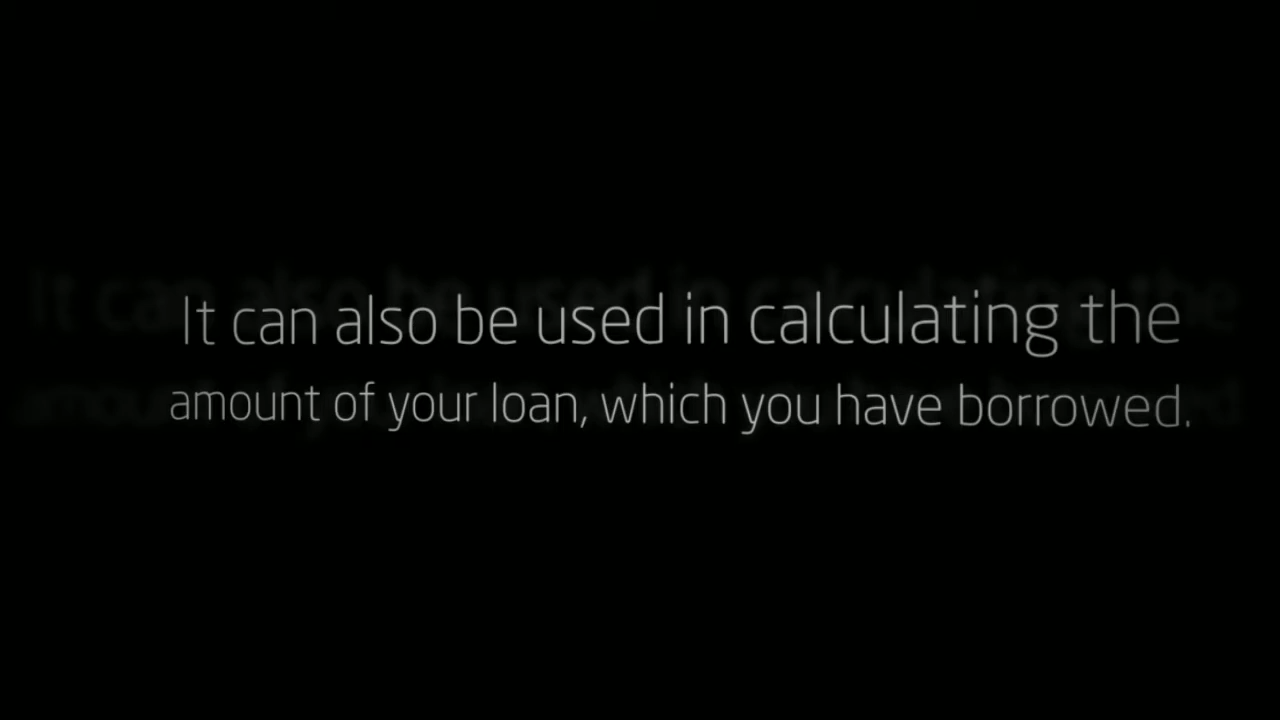 It can also be used in calculating the
amount of your loan, which you have borrowed.